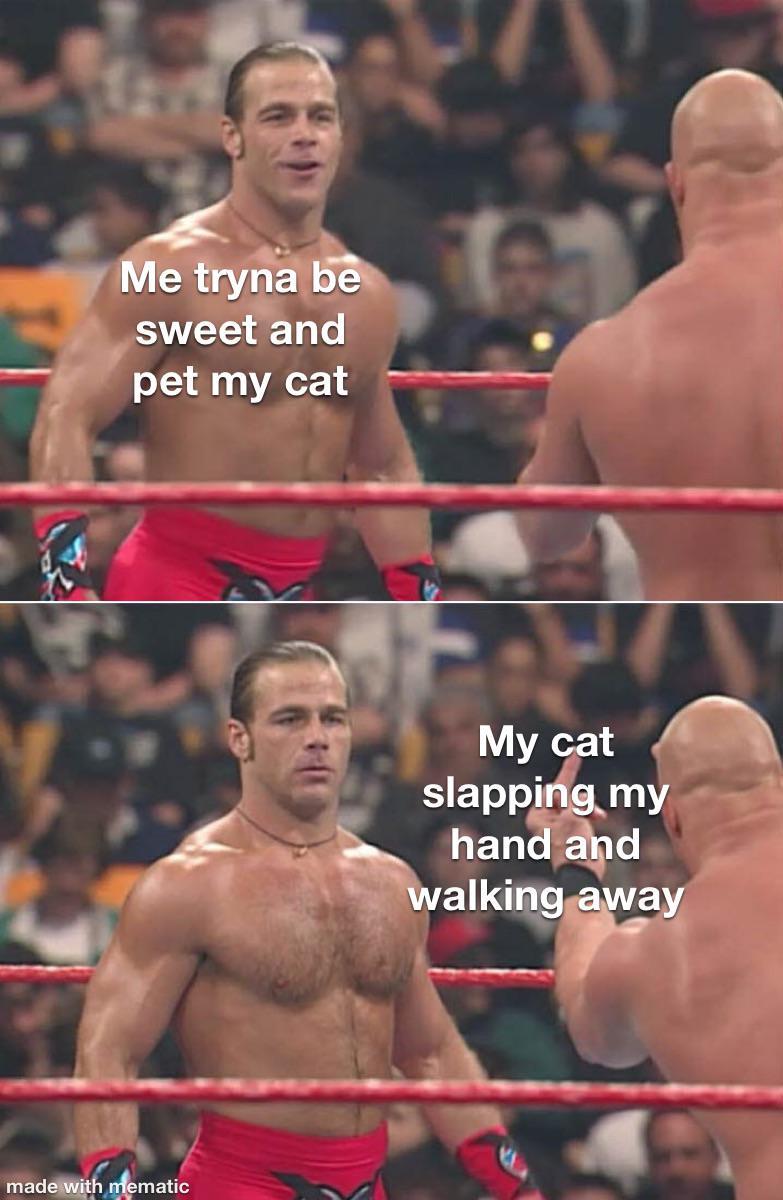 Me tryna be
sweet and
pet my cat
My cat
slapping my
hand and
walking away
made with mematic